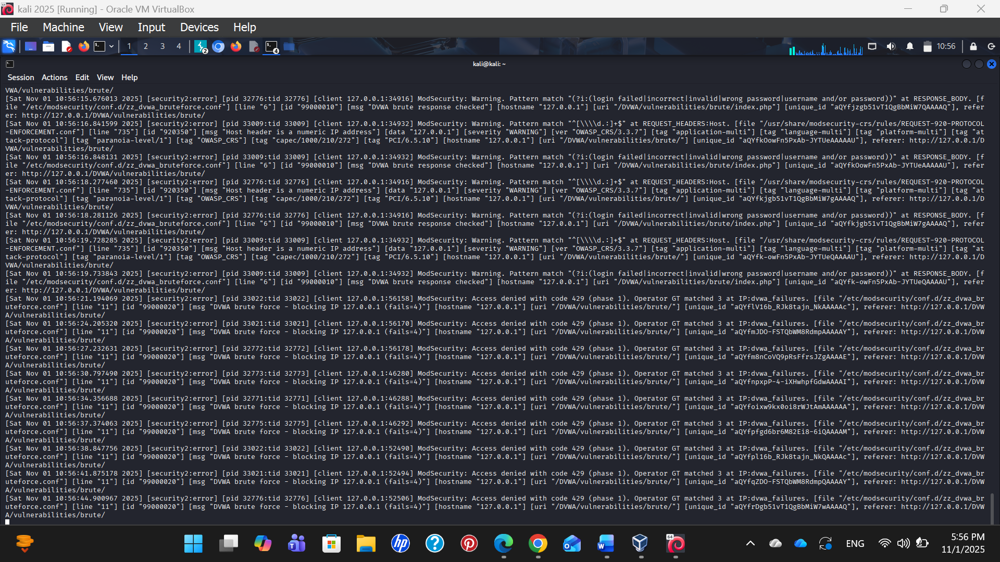 kali 2025 [Running] - Oracle VM VirtualBox
File Machine View Input Devices Help
1 2 3 4 2 4 10:56
kali@kali: ~
Session Actions Edit View Help
VWA/vulnerabilities/brute/
[Sat Nov 01 10:56:15.676013 2025] [security2:error] [pid 32776:tid 32776] [client 127.0.0.1:34916] ModSecurity: Warning. Pattern match "(?i:(login failed|incorrect|invalid|wrong password|username and/or password))" at RESPONSE_BODY. [f
ile "/etc/modsecurity/conf.d/zz_dvwa_bruteforce.conf"] [line "6"] [id "99000010"] [msg "DVWA brute response checked"] [hostname "127.0.0.1"] [uri "/DVWA/vulnerabilities/brute/index.php"] [unique_id "aQYfjzgb51vT1QgBbMiW7QAAAAQ"], refer
er: http://127.0.0.1/DVWA/vulnerabilities/brute/
[Sat Nov 01 10:56:16.841599 2025] [security2:error] [pid 33009:tid 33009] [client 127.0.0.1:34932] ModSecurity: Warning. Pattern match "^[\\\\d.:]+$" at REQUEST_HEADERS:Host. [file "/usr/share/modsecurity-crs/rules/REQUEST-920-PROTOCOL
-ENFORCEMENT.conf"] [line "735"] [id "920350"] [msg "Host header is a numeric IP address"] [data "127.0.0.1"] [severity "WARNING"] [ver "OWASP_CRS/3.3.7"] [tag "application-multi"] [tag "language-multi"] [tag "platform-multi"] [tag "at
tack-protocol"] [tag "paranoia-level/1"] [tag "OWASP_CRS"] [tag "capec/1000/210/272"] [tag "PCI/6.5.10"] [hostname "127.0.0.1"] [uri "/DVWA/vulnerabilities/brute/"] [unique_id "aQYfkOowFn5PxAb-JYTUeAAAAAU"], referer: http://127.0.0.1/D
VWA/vulnerabilities/brute/
[Sat Nov 01 10:56:16.848131 2025] [security2:error] [pid 33009:tid 33009] [client 127.0.0.1:34932] ModSecurity: Warning. Pattern match "(?i:(login failed|incorrect|invalid|wrong password|username and/or password))" at RESPONSE_BODY. [f
ile "/etc/modsecurity/conf.d/zz_dvwa_bruteforce.conf"] [line "6"] [id "99000010"] [msg "DVWA brute response checked"] [hostname "127.0.0.1"] [uri "/DVWA/vulnerabilities/brute/index.php"] [unique_id "aQYfkOowFn5PxAb-JYTUeAAAAAU"], refer
er: http://127.0.0.1/DVWA/vulnerabilities/brute/
[Sat Nov 01 10:56:18.277460 2025] [security2:error] [pid 32776:tid 32776] [client 127.0.0.1:34916] ModSecurity: Warning. Pattern match "^[\\\\d.:]+$" at REQUEST_HEADERS:Host. [file "/usr/share/modsecurity-crs/rules/REQUEST-920-PROTOCOL
-ENFORCEMENT.conf"] [line "735"] [id "920350"] [msg "Host header is a numeric IP address"] [data "127.0.0.1"] [severity "WARNING"] [ver "OWASP_CRS/3.3.7"] [tag "application-multi"] [tag "language-multi"] [tag "platform-multi"] [tag "at
tack-protocol"] [tag "paranoia-level/1"] [tag "OWASP_CRS"] [tag "capec/1000/210/272"] [tag "PCI/6.5.10"] [hostname "127.0.0.1"] [uri "/DVWA/vulnerabilities/brute/"] [unique_id "aQYfkjgb51vT1QgBbMiW7gAAAAQ"], referer: http://127.0.0.1/D
VWA/vulnerabilities/brute/
[Sat Nov 01 10:56:18.281126 2025] [security2:error] [pid 32776:tid 32776] [client 127.0.0.1:34916] ModSecurity: Warning. Pattern match "(?i:(login failed|incorrect|invalid|wrong password|username and/or password))" at RESPONSE_BODY. [f
ile "/etc/modsecurity/conf.d/zz_dvwa_bruteforce.conf"] [line "6"] [id "99000010"] [msg "DVWA brute response checked"] [hostname "127.0.0.1"] [uri "/DVWA/vulnerabilities/brute/index.php"] [unique_id "aQYfkjgb51vT1QgBbMiW7gAAAAQ"], refer
er: http://127.0.0.1/DVWA/vulnerabilities/brute/
[Sat Nov 01 10:56:19.728285 2025] [security2:error] [pid 33009:tid 33009] [client 127.0.0.1:34932] ModSecurity: Warning. Pattern match "^[\\\\d.:]+$" at REQUEST_HEADERS:Host. [file "/usr/share/modsecurity-crs/rules/REQUEST-920-PROTOCOL
-ENFORCEMENT.conf"] [line "735"] [id "920350"] [msg "Host header is a numeric IP address"] [data "127.0.0.1"] [severity "WARNING"] [ver "OWASP_CRS/3.3.7"] [tag "application-multi"] [tag "language-multi"] [tag "platform-multi"] [tag "at
tack-protocol"] [tag "paranoia-level/1"] [tag "OWASP_CRS"] [tag "capec/1000/210/272"] [tag "PCI/6.5.10"] [hostname "127.0.0.1"] [uri "/DVWA/vulnerabilities/brute/"] [unique_id "aQYfk-owFn5PxAb-JYTUeQAAAAU"], referer: http://127.0.0.1/D
VWA/vulnerabilities/brute/
[Sat Nov 01 10:56:19.733843 2025] [security2:error] [pid 33009:tid 33009] [client 127.0.0.1:34932] ModSecurity: Warning. Pattern match "(?i:(login failed|incorrect|invalid|wrong password|username and/or password))" at RESPONSE_BODY. [f
ile "/etc/modsecurity/conf.d/zz_dvwa_bruteforce.conf"] [line "6"] [id "99000010"] [msg "DVWA brute response checked"] [hostname "127.0.0.1"] [uri "/DVWA/vulnerabilities/brute/index.php"] [unique_id "aQYfk-owFn5PxAb-JYTUeQAAAAU"], refer
er: http://127.0.0.1/DVWA/vulnerabilities/brute/
[Sat Nov 01 10:56:21.194069 2025] [security2:error] [pid 33022:tid 33022] [client 127.0.0.1:56158] ModSecurity: Access denied with code 429 (phase 1). Operator GT matched 3 at IP:dvwa_failures. [file "/etc/modsecurity/conf.d/zz_dvwa_br
uteforce.conf"] [line "11"] [id "99000020"] [msg "DVWA brute force - blocking IP 127.0.0.1 (fails=4)"] [hostname "127.0.0.1"] [uri "/DVWA/vulnerabilities/brute/"] [unique_id "aQYflV16b_RJk8tajn_NkAAAAAc"], referer: http://127.0.0.1/DVW
A/vulnerabilities/brute/
[Sat Nov 01 10:56:24.205320 2025] [security2:error] [pid 33021:tid 33021] [client 127.0.0.1:56170] ModSecurity: Access denied with code 429 (phase 1). Operator GT matched 3 at IP:dvwa_failures. [file "/etc/modsecurity/conf.d/zz_dvwa_br
uteforce.conf"] [line "11"] [id "99000020"] [msg "DVWA brute force - blocking IP 127.0.0.1 (fails=4)"] [hostname "127.0.0.1"] [uri "/DVWA/vulnerabilities/brute/"] [unique_id "aQYfmJDO-FSTQbWM8RdmpAAAAAY"], referer: http://127.0.0.1/DVW
A/vulnerabilities/brute/
[Sat Nov 01 10:56:27.232631 2025] [security2:error] [pid 32772:tid 32772] [client 127.0.0.1:56178] ModSecurity: Access denied with code 429 (phase 1). Operator GT matched 3 at IP:dvwa_failures. [file "/etc/modsecurity/conf.d/zz_dvwa_br
uteforce.conf"] [line "11"] [id "99000020"] [msg "DVWA brute force - blocking IP 127.0.0.1 (fails=4)"] [hostname "127.0.0.1"] [uri "/DVWA/vulnerabilities/brute/"] [unique_id "aQYfm8nCoVQ9pRsFfrsJZgAAAAE"], referer: http://127.0.0.1/DVW
A/vulnerabilities/brute/
[Sat Nov 01 10:56:30.797490 2025] [security2:error] [pid 32773:tid 32773] [client 127.0.0.1:46280] ModSecurity: Access denied with code 429 (phase 1). Operator GT matched 3 at IP:dvwa_failures. [file "/etc/modsecurity/conf.d/zz_dvwa_br
uteforce.conf"] [line "11"] [id "99000020"] [msg "DVWA brute force - blocking IP 127.0.0.1 (fails=4)"] [hostname "127.0.0.1"] [uri "/DVWA/vulnerabilities/brute/"] [unique_id "aQYfnpxpP-4-iXHwhpfGdwAAAAI"], referer: http://127.0.0.1/DVW
A/vulnerabilities/brute/
[Sat Nov 01 10:56:34.356688 2025] [security2:error] [pid 32771:tid 32771] [client 127.0.0.1:46288] ModSecurity: Access denied with code 429 (phase 1). Operator GT matched 3 at IP:dvwa_failures. [file "/etc/modsecurity/conf.d/zz_dvwa_br
uteforce.conf"] [line "11"] [id "99000020"] [msg "DVWA brute force - blocking IP 127.0.0.1 (fails=4)"] [hostname "127.0.0.1"] [uri "/DVWA/vulnerabilities/brute/"] [unique_id "aQYfoixw9kx0oi8rWJtAmAAAAAA"], referer: http://127.0.0.1/DVW
A/vulnerabilities/brute/
[Sat Nov 01 10:56:37.374063 2025] [security2:error] [pid 32775:tid 32775] [client 127.0.0.1:46292] ModSecurity: Access denied with code 429 (phase 1). Operator GT matched 3 at IP:dvwa_failures. [file "/etc/modsecurity/conf.d/zz_dvwa_br
uteforce.conf"] [line "11"] [id "99000020"] [msg "DVWA brute force - blocking IP 127.0.0.1 (fails=4)"] [hostname "127.0.0.1"] [uri "/DVWA/vulnerabilities/brute/"] [unique_id "aQYfpfgd6br6M82Ei8-6iQAAAAM"], referer: http://127.0.0.1/DVW
A/vulnerabilities/brute/
[Sat Nov 01 10:56:38.847756 2025] [security2:error] [pid 33022:tid 33022] [client 127.0.0.1:52490] ModSecurity: Access denied with code 429 (phase 1). Operator GT matched 3 at IP:dvwa_failures. [file "/etc/modsecurity/conf.d/zz_dvwa_br
uteforce.conf"] [line "11"] [id "99000020"] [msg "DVWA brute force - blocking IP 127.0.0.1 (fails=4)"] [hostname "127.0.0.1"] [uri "/DVWA/vulnerabilities/brute/"] [unique_id "aQYfpl16b_RJk8tajn_NkQAAAAc"], referer: http://127.0.0.1/DVW
A/vulnerabilities/brute/
[Sat Nov 01 10:56:41.875178 2025] [security2:error] [pid 33021:tid 33021] [client 127.0.0.1:52494] ModSecurity: Access denied with code 429 (phase 1). Operator GT matched 3 at IP:dvwa_failures. [file "/etc/modsecurity/conf.d/zz_dvwa_br
uteforce.conf"] [line "11"] [id "99000020"] [msg "DVWA brute force - blocking IP 127.0.0.1 (fails=4)"] [hostname "127.0.0.1"] [uri "/DVWA/vulnerabilities/brute/"] [unique_id "aQYfqZDO-FSTQbWM8RdmpQAAAAY"], referer: http://127.0.0.1/DVW
A/vulnerabilities/brute/
[Sat Nov 01 10:56:44.900967 2025] [security2:error] [pid 32776:tid 32776] [client 127.0.0.1:52506] ModSecurity: Access denied with code 429 (phase 1). Operator GT matched 3 at IP:dvwa_failures. [file "/etc/modsecurity/conf.d/zz_dvwa_br
uteforce.conf"] [line "11"] [id "99000020"] [msg "DVWA brute force - blocking IP 127.0.0.1 (fails=4)"] [hostname "127.0.0.1"] [uri "/DVWA/vulnerabilities/brute/"] [unique_id "aQYfrDgb51vT1QgBbMiW7wAAAAQ"], referer: http://127.0.0.1/DVW
A/vulnerabilities/brute/
ENG
5:56 PM
11/1/2025